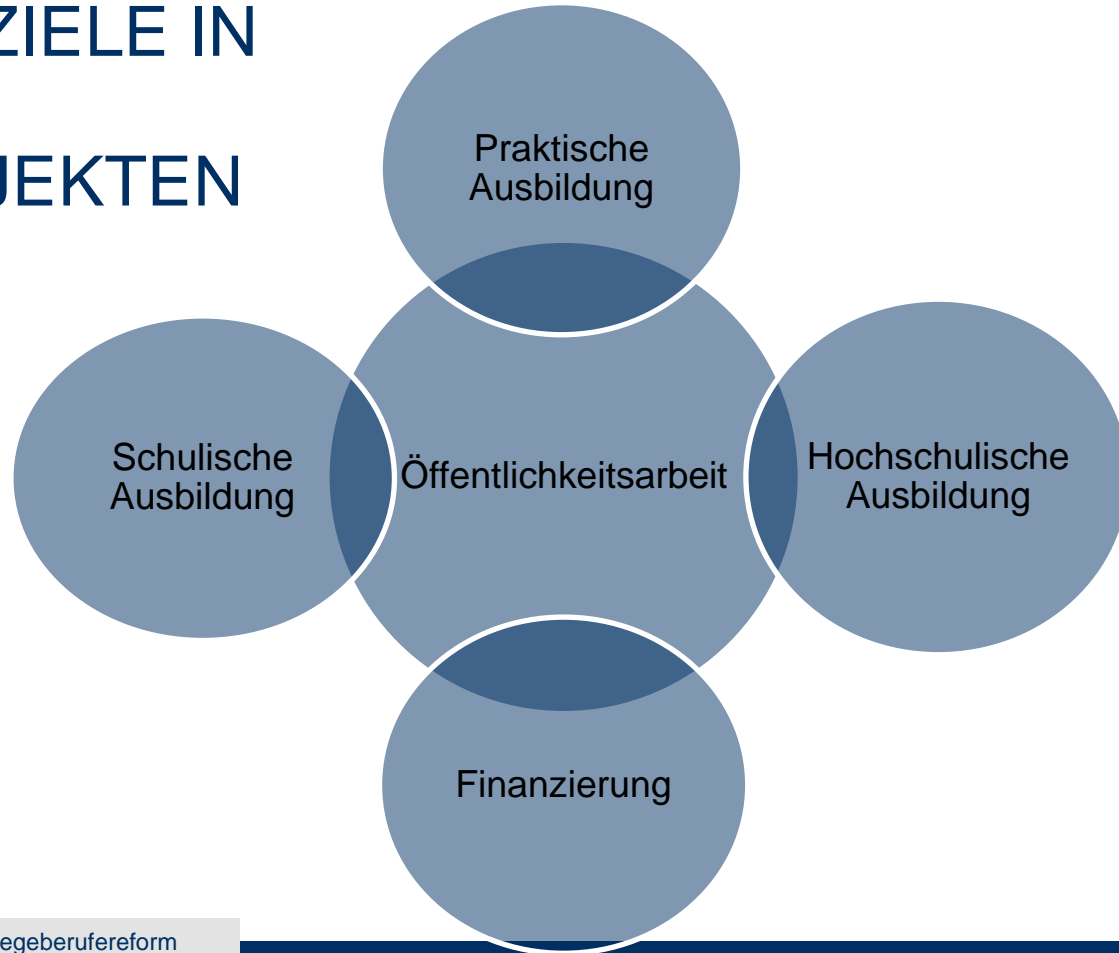 ZIELE IN
JEKTEN
Praktische
Ausbildung
Schulische
Ausbildung
Öffentlichkeitsarbeit
Hochschulische
Ausbildung
Finanzierung
egeberufereform